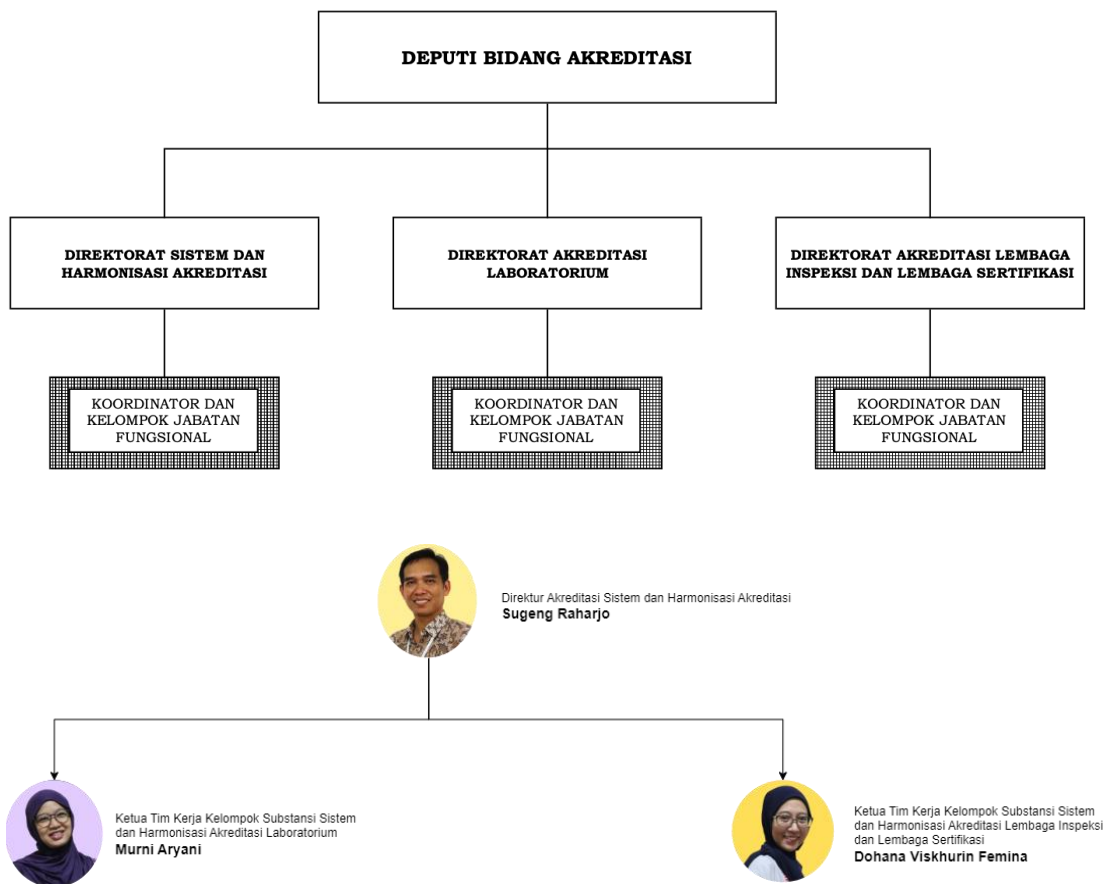 DEPUTI BIDANG AKREDITASI
DIREKTORAT SISTEM DAN
HARMONISASI AKREDITASI
DIREKTORAT AKREDITASI
LABORATORIUM
DIREKTORAT AKREDITASI LEMBAGA
INSPEKSI DAN LEMBAGA SERTIFIKASI
KOORDINATOR DAN
KELOMPOK JABATAN
FUNGSIONAL
KOORDINATOR DAN
KELOMPOK JABATAN
FUNGSIONAL
KOORDINATOR DAN
KELOMPOK JABATAN
FUNGSIONAL
Direktur Akreditasi Sistem dan Harmonisasi Akreditasi
Sugeng Raharjo
Ketua Tim Kerja Kelompok Substansi Sistem
dan Harmonisasi Akreditasi Laboratorium
Murni Aryani
Ketua Tim Kerja Kelompok Substansi Sistem
dan Harmonisasi Akreditasi Lembaga Inspeksi
dan Lembaga Sertifikasi
Dohana Viskhurin Femina